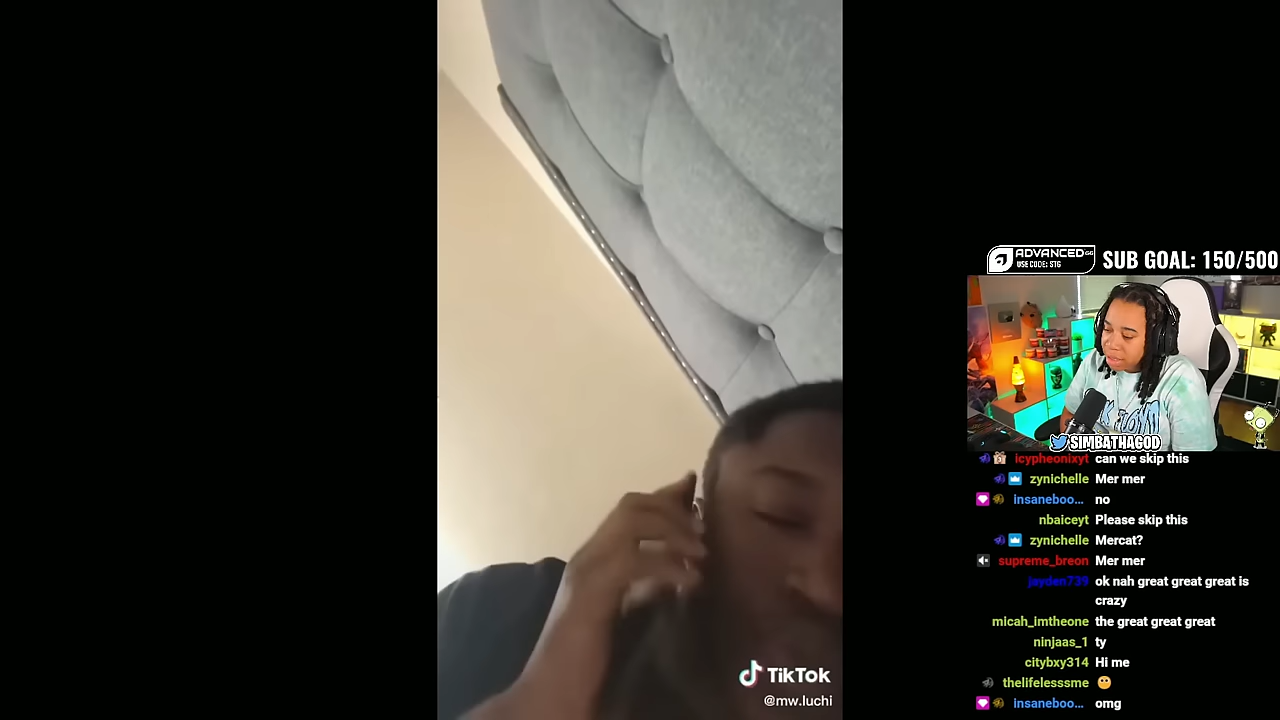 ADVANCED GG
USE CODE: STG
SUB GOAL: 150/500
SIMBATHAGOD
icypheonixyt can we skip this
zynichelle Mer mer
insaneboo... no
nbaiceyt Please skip this
zynichelle Mercat?
supreme_breon Mer mer
jayden739 ok nah great great great is
crazy
micah_imtheone the great great great
ninjaas_1 ty
citybxy314 Hi me
thelifelesssme
insaneboo... omg
TikTok
@mw.luchi